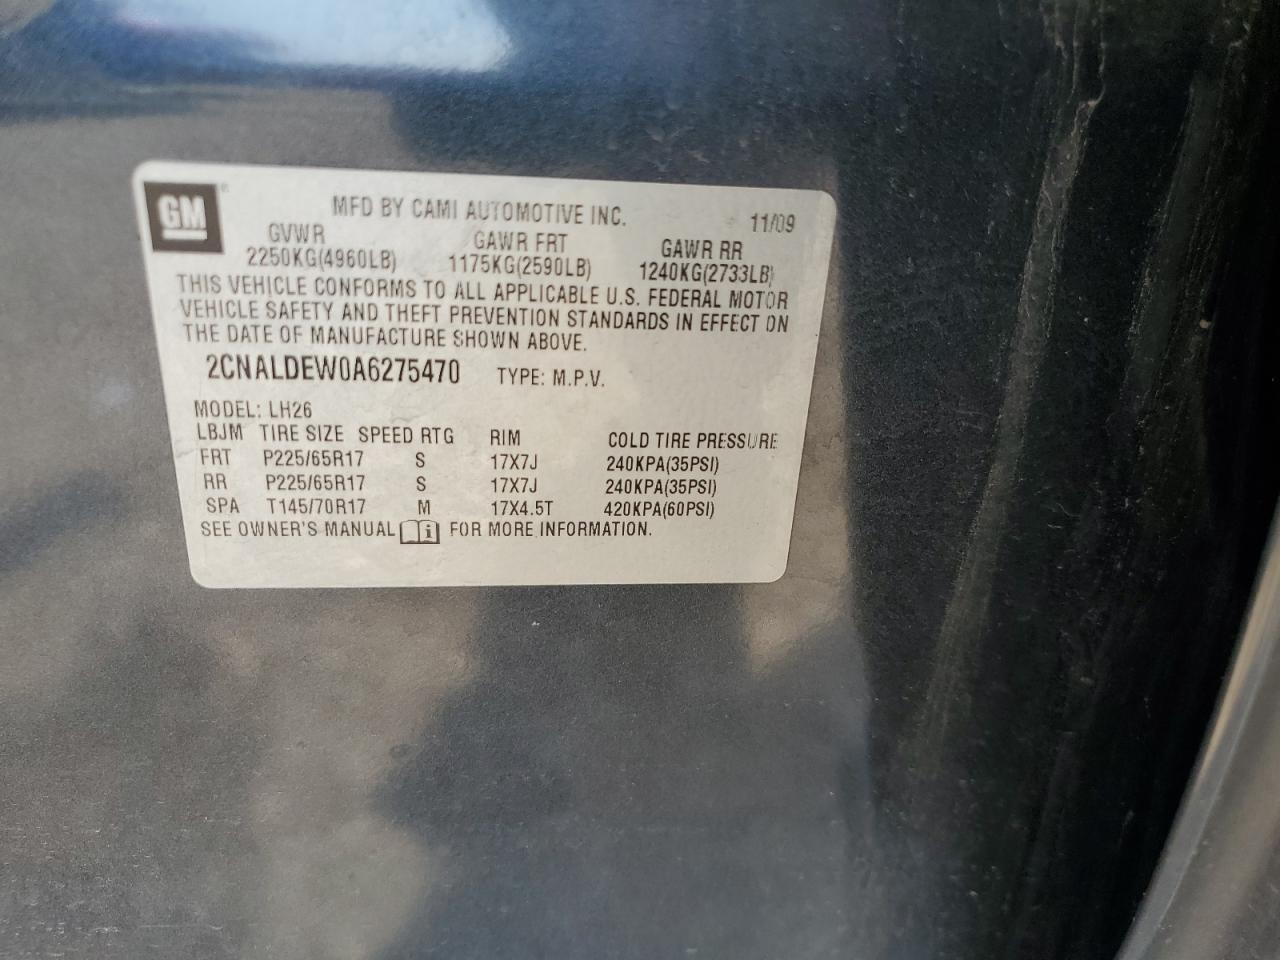 GM®
MFD BY CAMI AUTOMOTIVE INC. 11/09
GVWR GAWR FRT GAWR RR
2250KG(4960LB) 1175KG(2590LB) 1240KG(2733LB)
THIS VEHICLE CONFORMS TO ALL APPLICABLE U.S. FEDERAL MOTOR
VEHICLE SAFETY AND THEFT PREVENTION STANDARDS IN EFFECT ON
THE DATE OF MANUFACTURE SHOWN ABOVE.
2CNALDEW0A6275470 TYPE: M.P.V.
MODEL: LH26
LBJM TIRE SIZE SPEED RTG RIM COLD TIRE PRESSURE
FRT P225/65R17 S 17X7J 240KPA(35PSI)
RR P225/65R17 S 17X7J 240KPA(35PSI)
SPA T145/70R17 M 17X4.5T 420KPA(60PSI)
SEE OWNER'S MANUAL i FOR MORE INFORMATION.